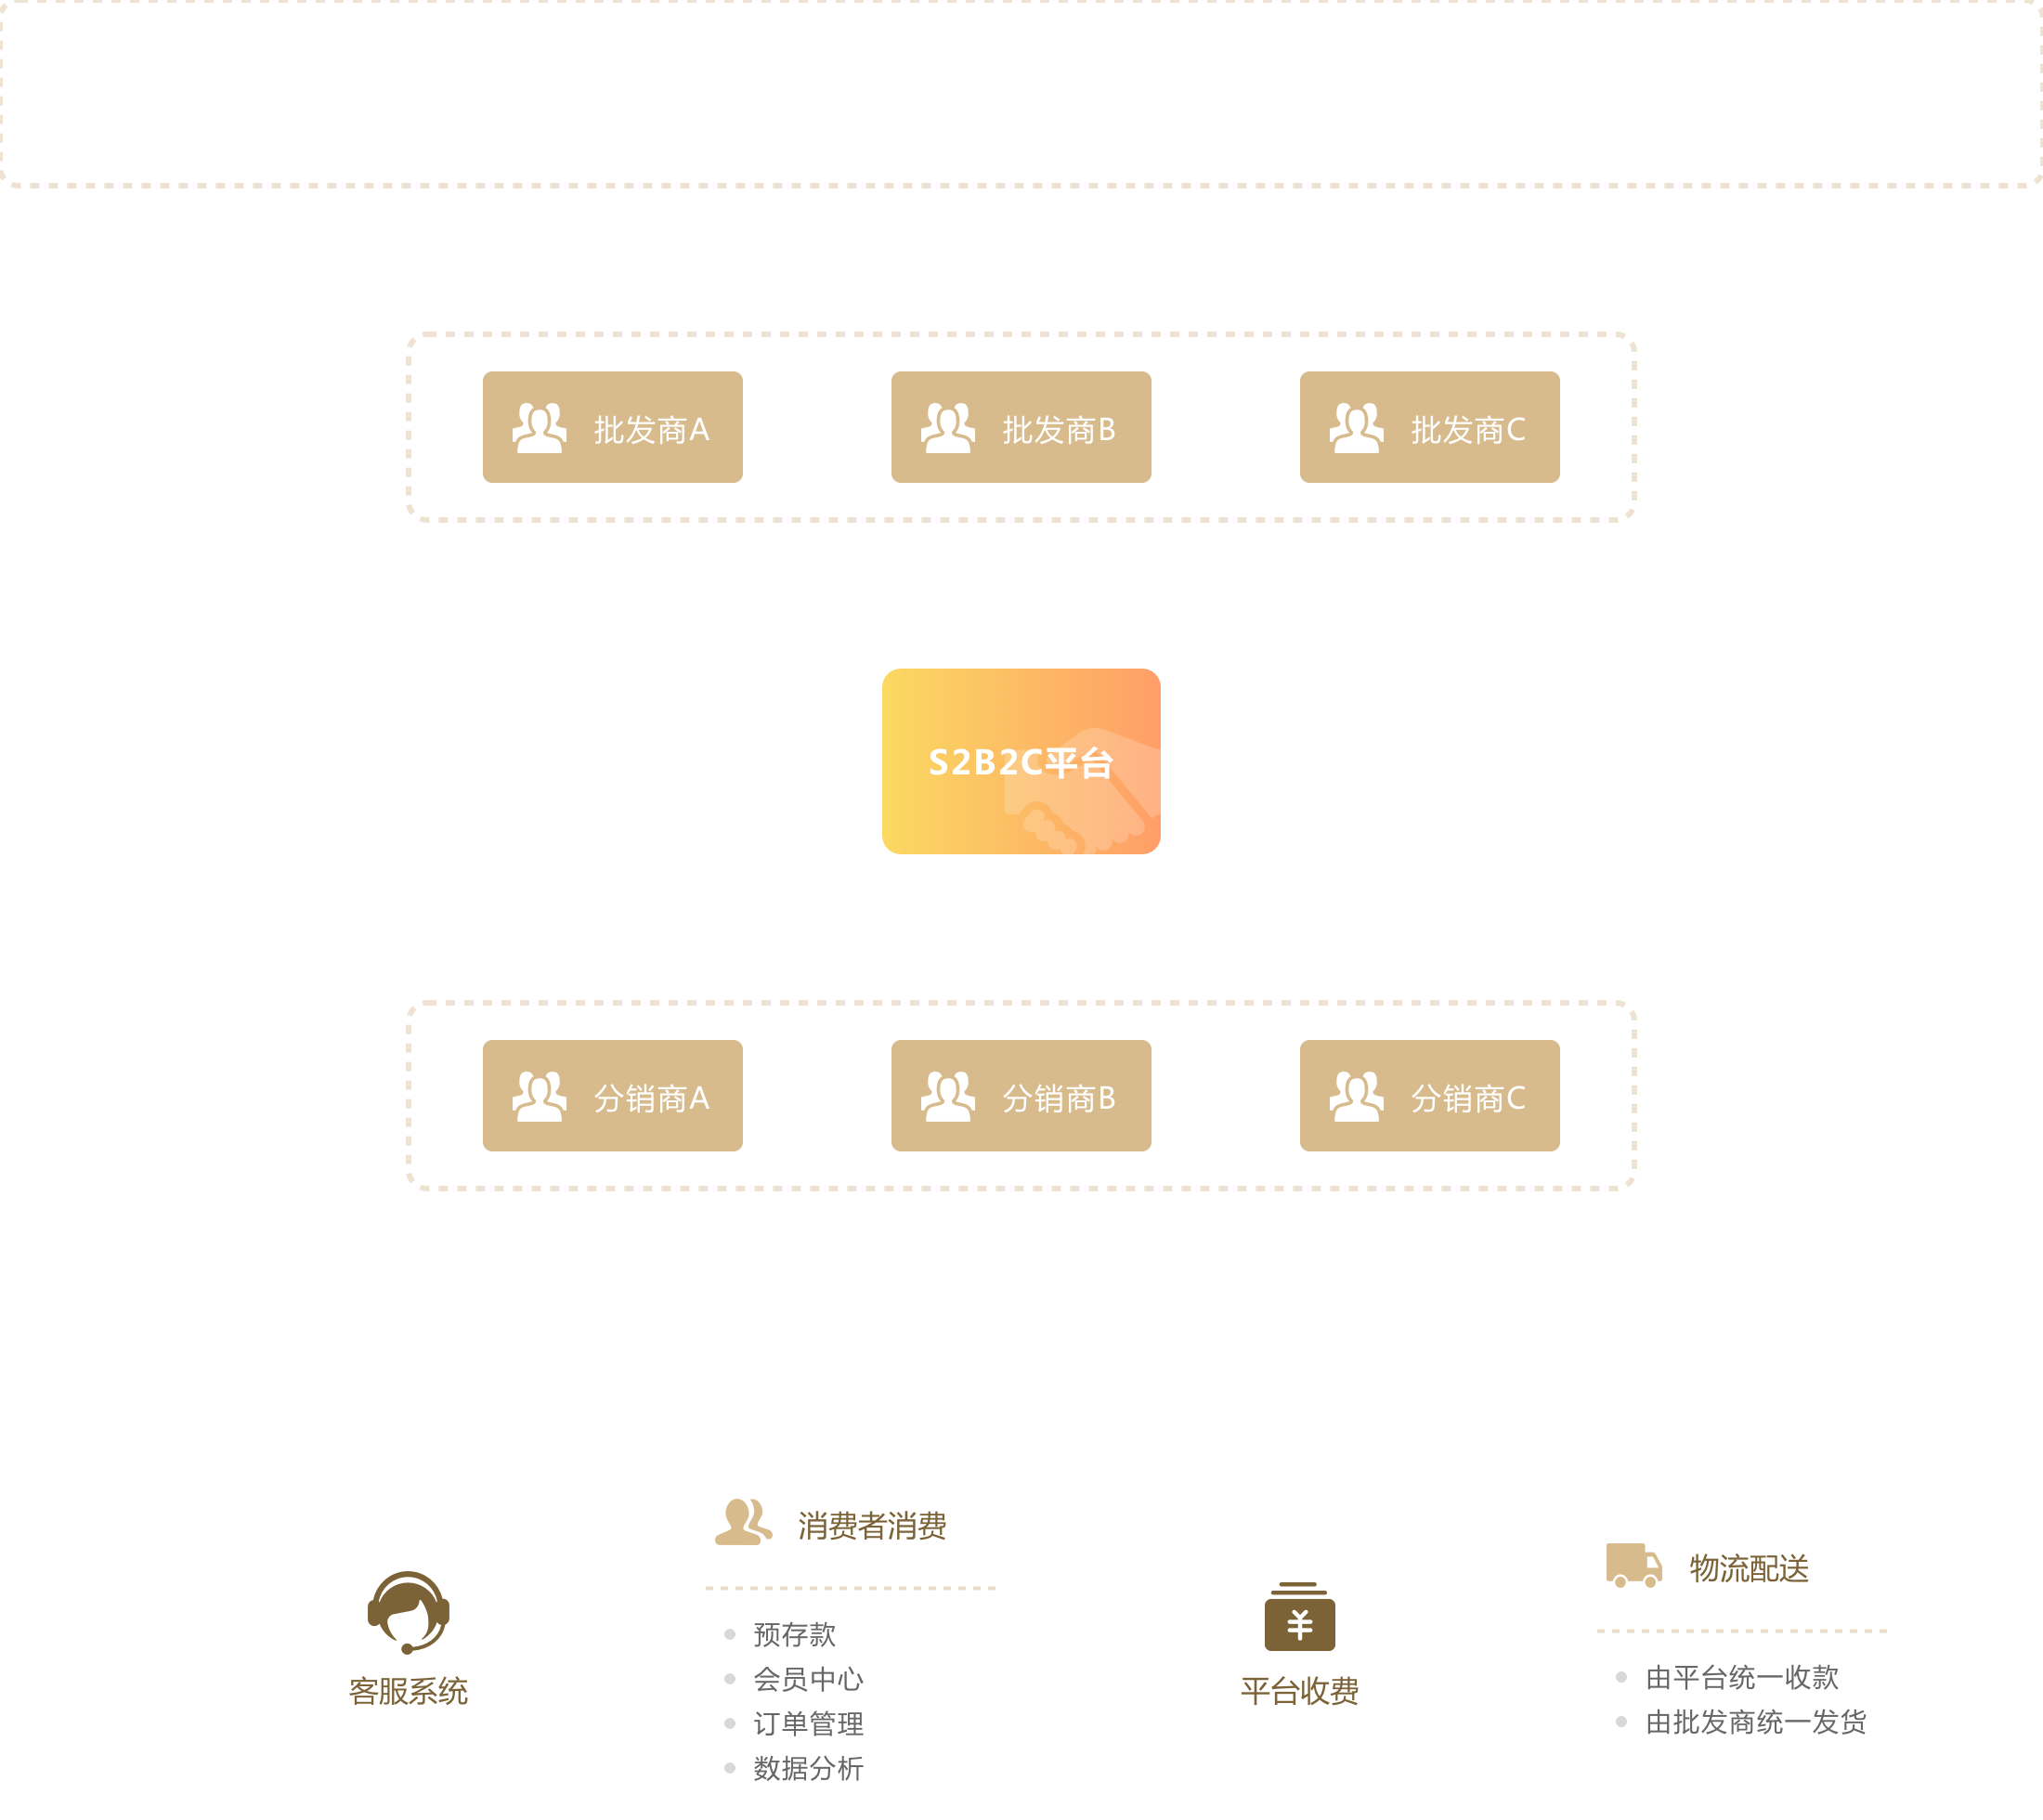 批发商A
批发商B
批发商C
S2B2C平台
分销商A
分销商B
分销商C
客服系统
消费者消费
预存款
会员中心
订单管理
数据分析
平台收费
物流配送
由平台统一收款
由批发商统一发货